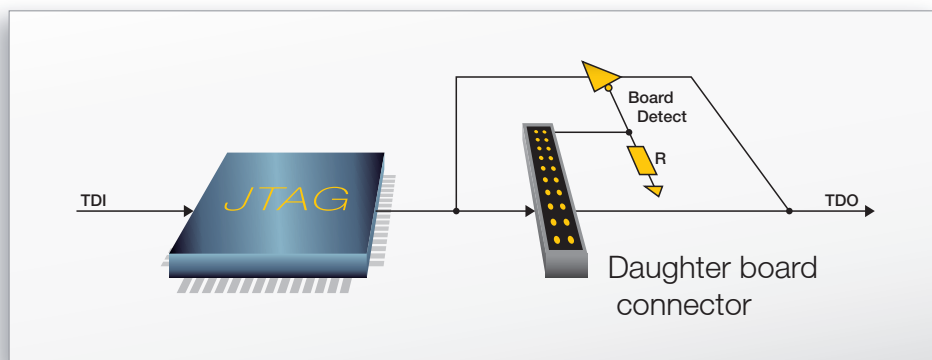 Board
Detect
R
TDI
JTAG
TDO
Daughter board
connector